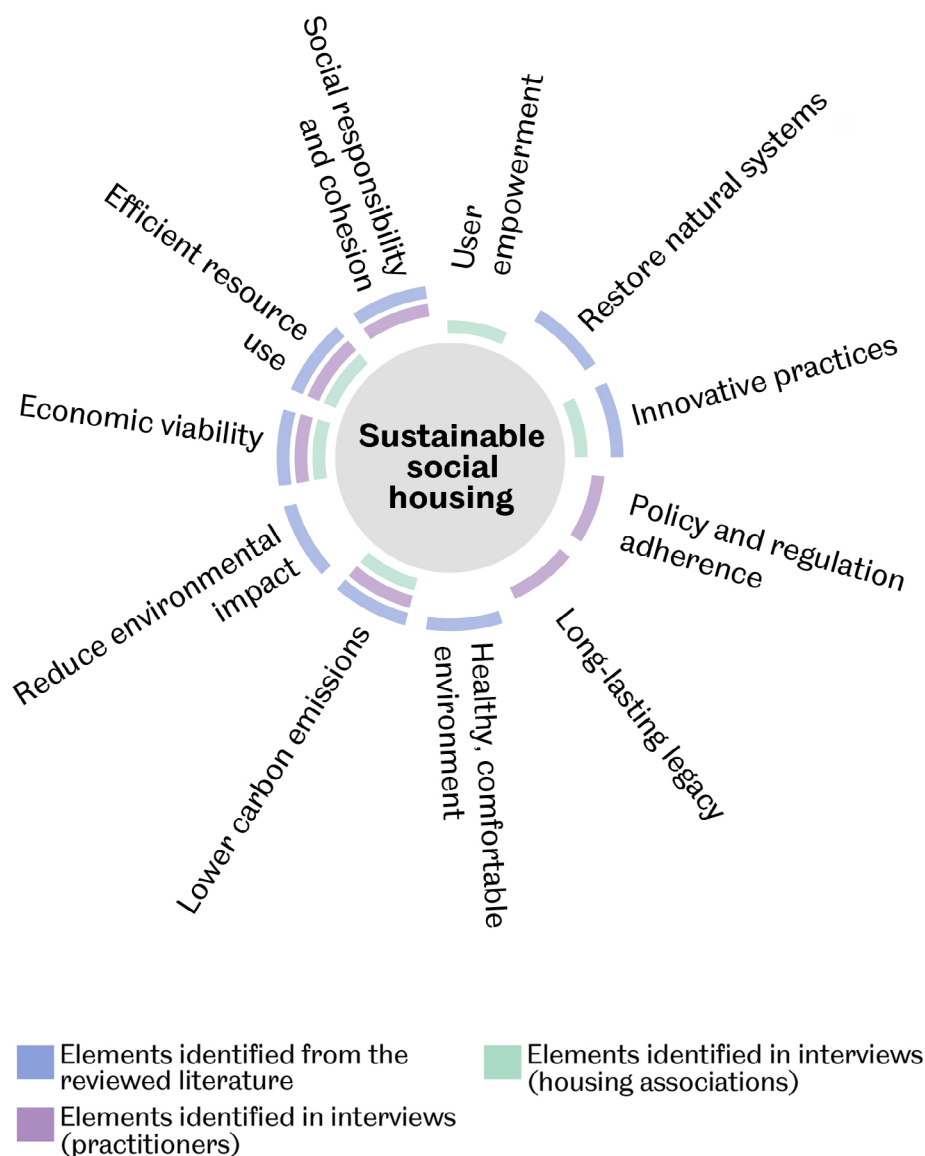 Social responsibility
and cohesion
User
empowerment
Restore natural systems
Innovative practices
Policy and regulation
adherence
Long-lasting legacy
Healthy, comfortable
environment
Lower carbon emissions
Reduce environmental
impact
Economic viability
Efficient resource
use
Sustainable
social
housing
Elements identified from the
reviewed literature
Elements identified in interviews
(practitioners)
Elements identified in interviews
(housing associations)